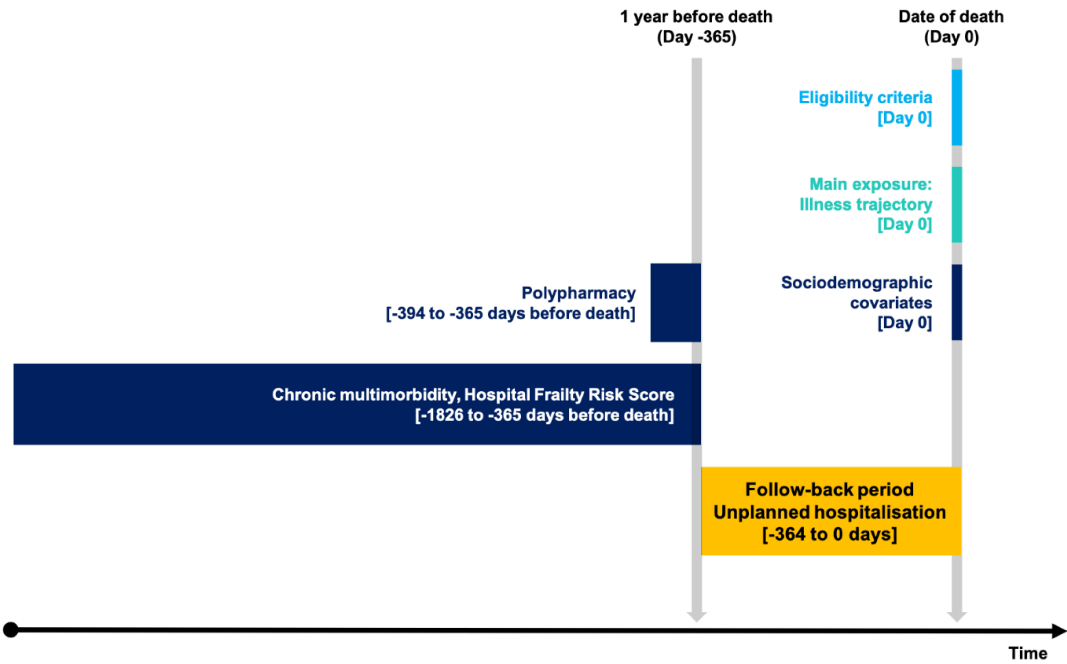 1 year before death
(Day -365)
Date of death
(Day 0)
Eligibility criteria
[Day 0]
Main exposure:
Illness trajectory
[Day 0]
Polypharmacy
[-394 to -365 days before death]
Sociodemographic
covariates
[Day 0]
Chronic multimorbidity, Hospital Frailty Risk Score
[-1826 to -365 days before death]
Follow-back period
Unplanned hospitalisation
[-364 to 0 days]
Time